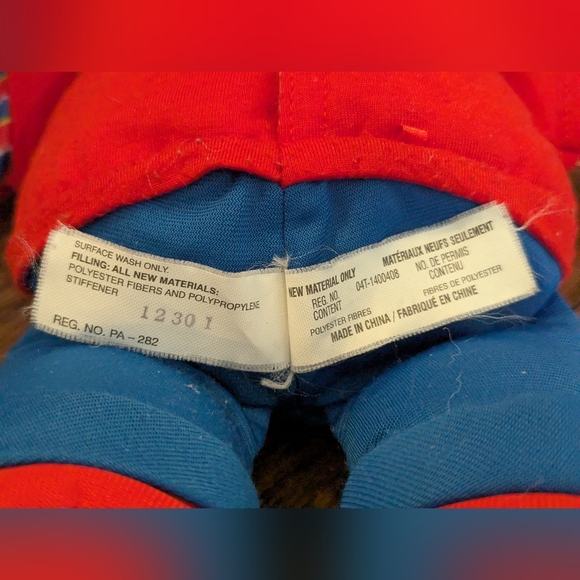 SURFACE WASH ONLY.
FILLING: ALL NEW MATERIALS:
POLYESTER FIBERS AND POLYPROPYLENE
STIFFENER
12301
REG. NO. PA-282
NEW MATERIAL ONLY
REG. NO.
CONTENT
04T-1400408
MATÉRIAUX NEUFS SEULEMENT
NO. DE PERMIS
CONTENU
POLYESTER FIBRES
FIBRES DE POLYESTER
MADE IN CHINA / FABRIQUÉ EN CHINE